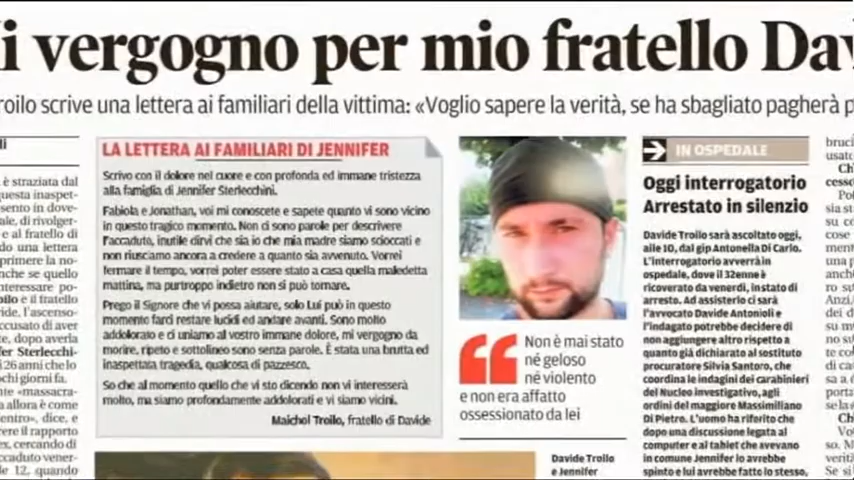 i vergogno per mio fratello Dav
roilo scrive una lettera ai familiari della vittima: «Voglio sapere la verità, se ha sbagliato pagherà p
LA LETTERA AI FAMILIARI DI JENNIFER
Scrivo con il dolore nel cuore e con profonda ed immane tristezza
alla famiglia di Jennifer Sterlecchini.
Fabiola e Jonathan, voi mi conoscete e sapete quanto vi sono vicino
in questo tragico momento. Non ci sono parole per descrivere
l'accaduto, inutile dirvi che sia io che mia madre siamo scioccati e
non riusciamo ancora a credere a quanto sia avvenuto. Vorrei
fermare il tempo, vorrei poter essere stato a casa quella maledetta
mattina, ma purtroppo indietro non si può tornare.
Prego il Signore che vi possa aiutare, solo Lui può in questo
momento farci restare lucidi ed andare avanti. Sono molto
addolorato e ci uniamo al vostro immane dolore, mi vergogno da
morire, ripeto e sottolineo sono senza parole. È stata una brutta ed
inaspettata tragedia, qualcosa di pazzesco.
So che al momento quello che vi sto dicendo non vi interesserà
molto, ma siamo profondamente addolorati e vi siamo vicini.
Maichol Troilo, fratello di Davide
Non è mai stato
né geloso
né violento
e non era affatto
ossessionato da lei
IN OSPEDALE
Oggi interrogatorio
Arrestato in silenzio
Davide Troilo sarà ascoltato oggi,
alle 10, dal gip Antonella Di Carlo.
L'interrogatorio avverrà in
ospedale, dove il 32enne è
ricoverato da venerdì, in stato di
arresto. Ad assisterlo ci sarà
l'avvocato Davide Antonioli e
l'indagato potrebbe decidere di
non aggiungere altro rispetto a
quanto già dichiarato al sostituto
procuratore Silvia Santoro, che
coordina le indagini dei carabinieri
del Nucleo investigativo, agli
ordini del maggiore Massimiliano
Di Pietro. L'uomo ha riferito che
dopo una discussione legata al
computer e al tablet che avevano
in comune Jennifer lo avrebbe
spinto e lui avrebbe fatto lo stesso,
Davide Troilo
e Jennifer